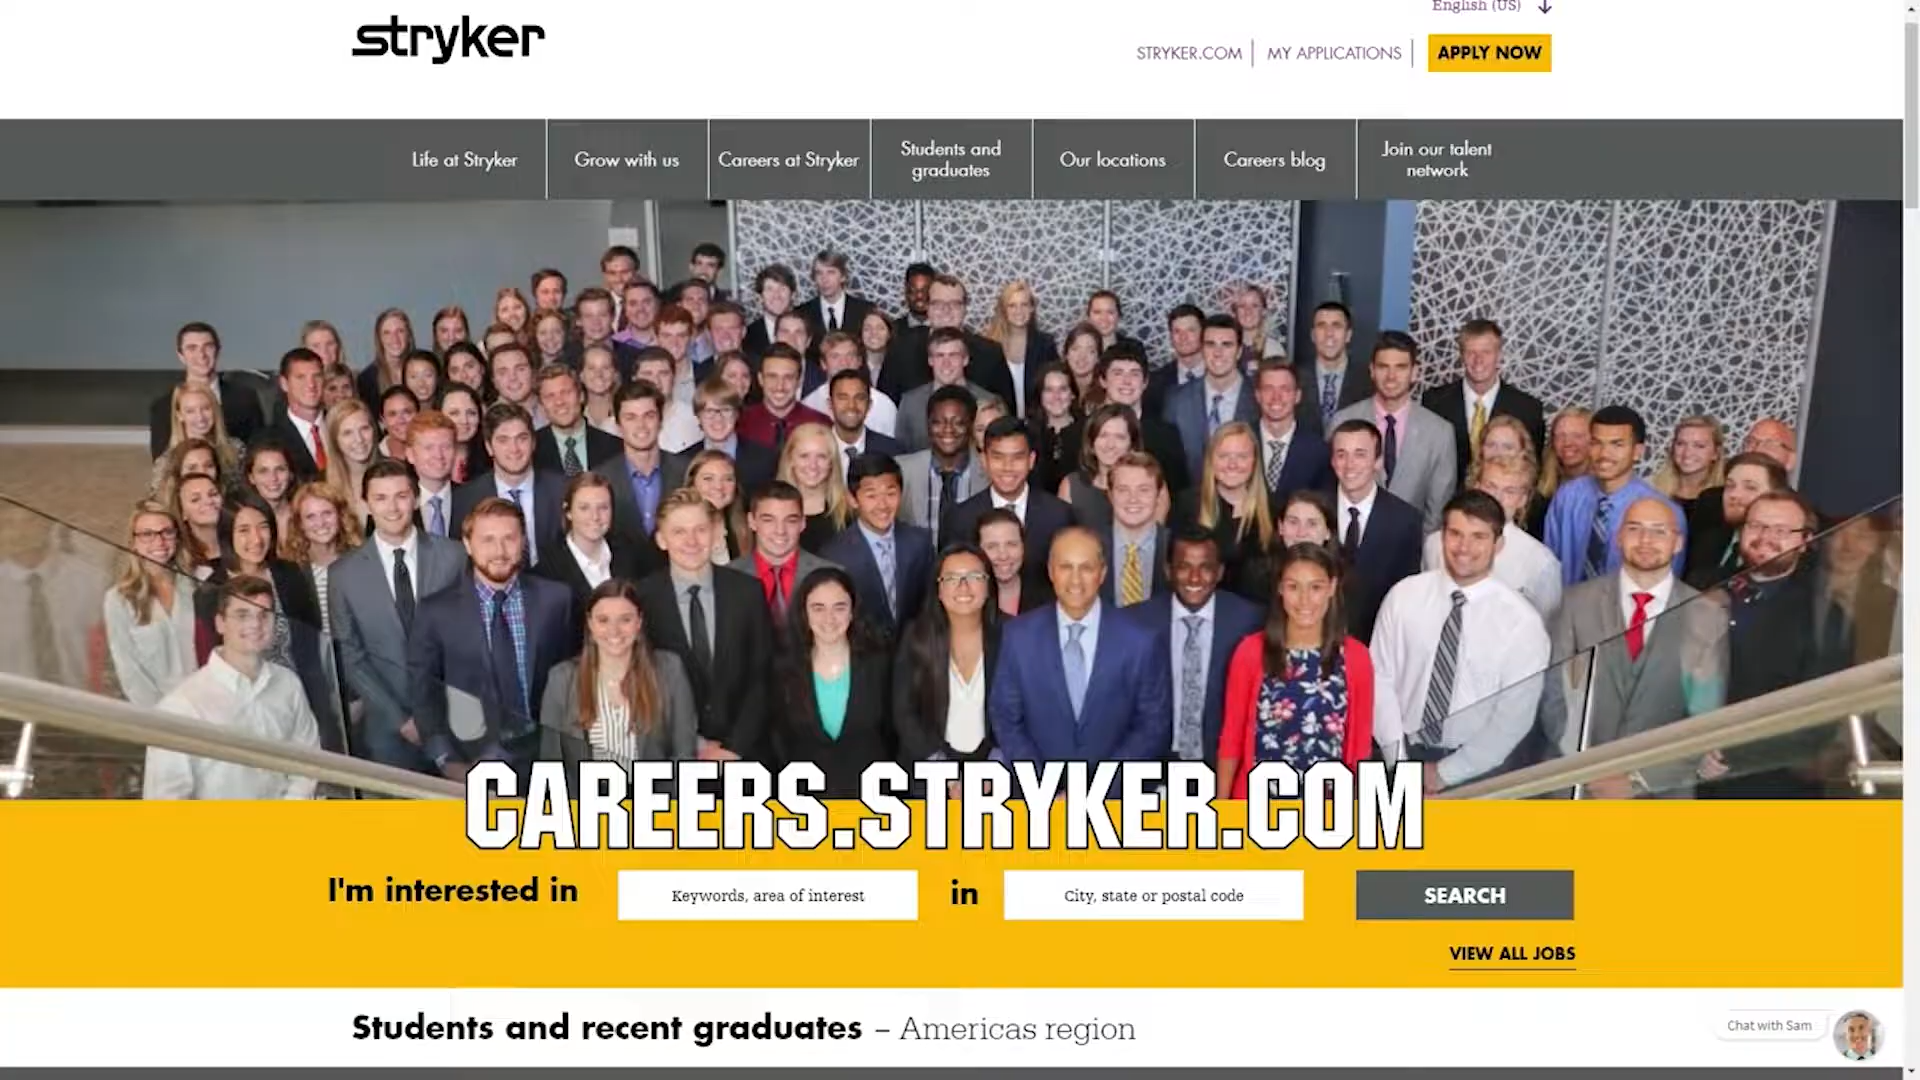 English (US)
stryker
STRYKER.COM
MY APPLICATIONS
APPLY NOW
Life at Stryker
Grow with us
Careers at Stryker
Students and
graduates
Our locations
Careers blog
Join our talent
network
CAREERS.STRYKER.COM
I'm interested in
Keywords, area of interest
in
City, state or postal code
SEARCH
VIEW ALL JOBS
Students and recent graduates – Americas region
Chat with Sam